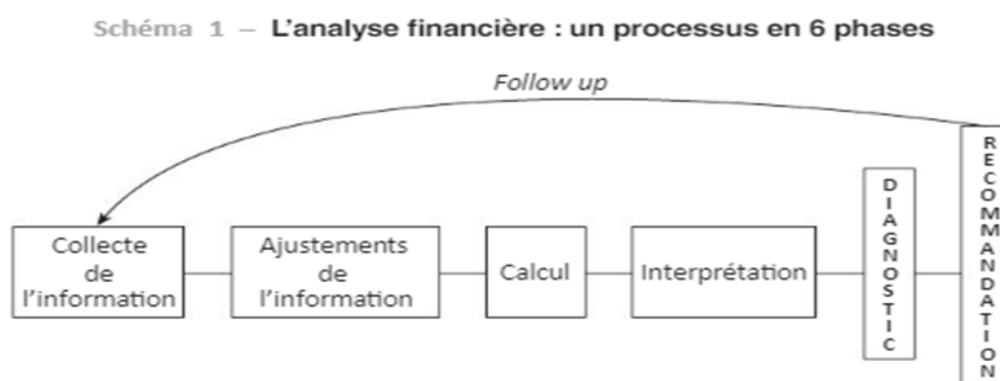 Schéma 1 – L’analyse financière : un processus en 6 phases
Follow up
Collecte
de
l’information
Ajustements
de
l’information
Calcul
Interprétation
DIAGNOSTIC
RECOMMANDATION